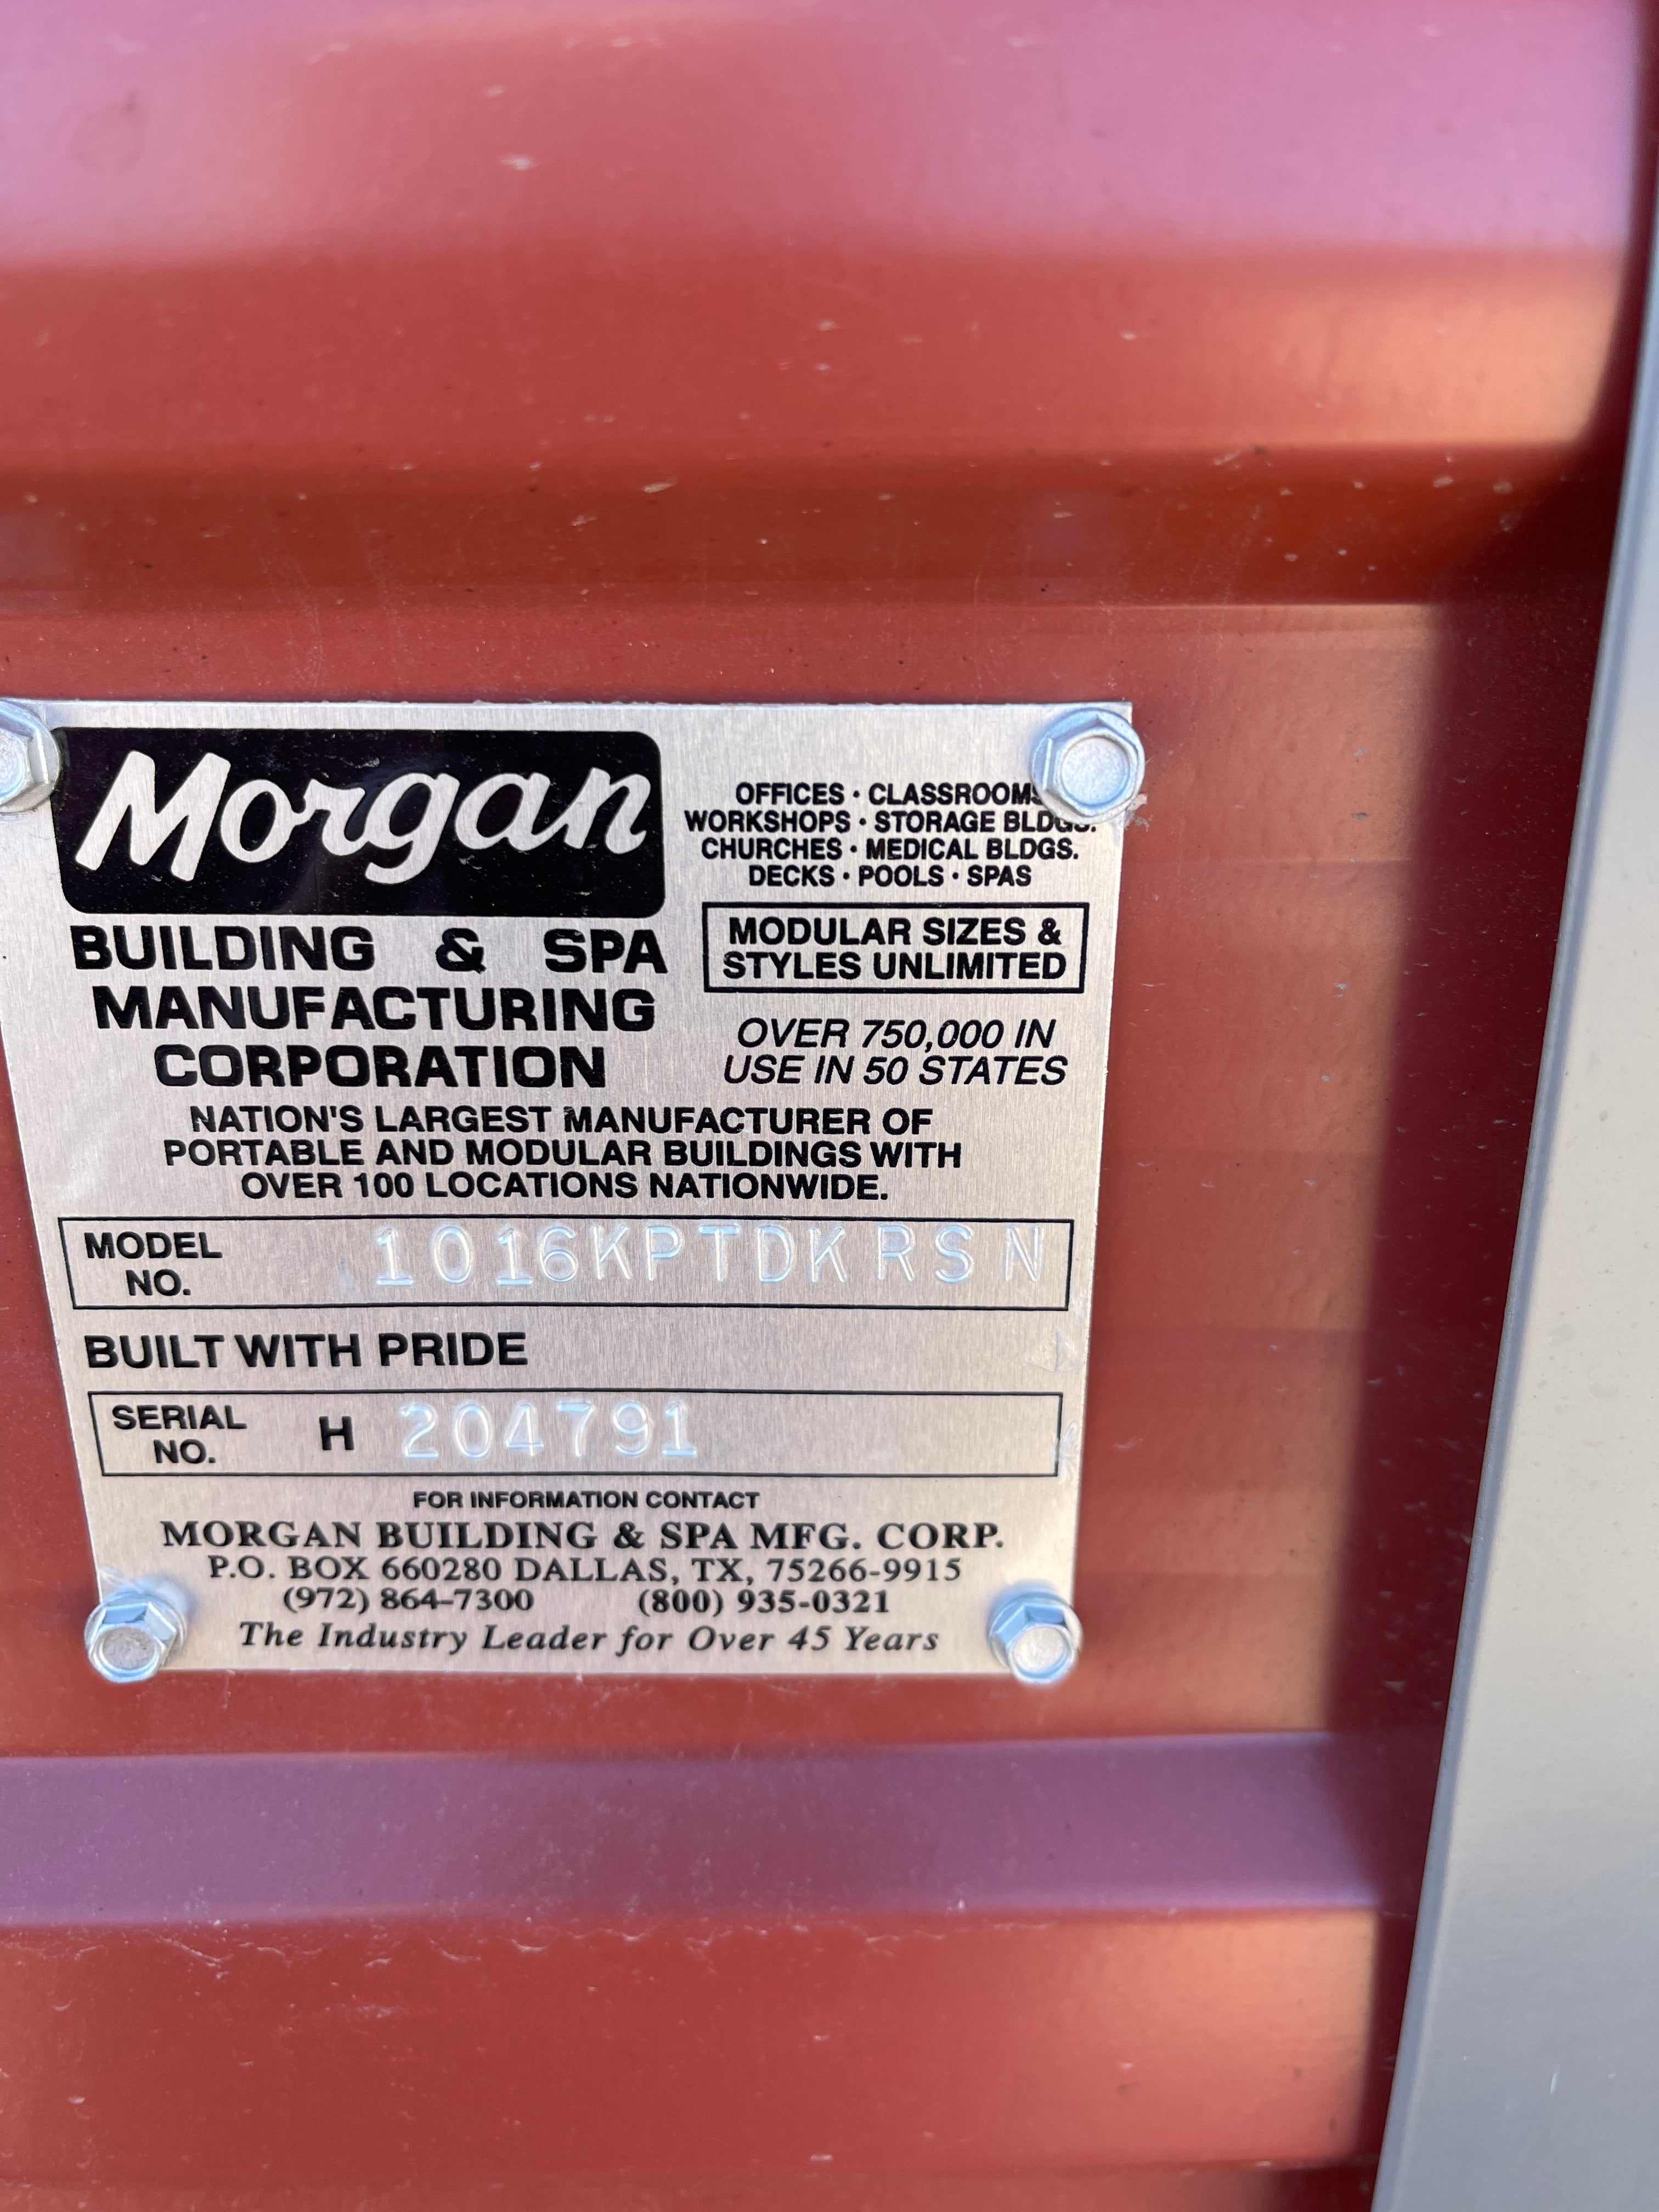 Morgan
BUILDING & SPA
MANUFACTURING
CORPORATION
OFFICES · CLASSROOMS
WORKSHOPS · STORAGE BLDGS.
CHURCHES · MEDICAL BLDGS.
DECKS · POOLS · SPAS
MODULAR SIZES &
STYLES UNLIMITED
OVER 750,000 IN
USE IN 50 STATES
NATION'S LARGEST MANUFACTURER OF
PORTABLE AND MODULAR BUILDINGS WITH
OVER 100 LOCATIONS NATIONWIDE.
MODEL NO. 1016KPTDKRSN
BUILT WITH PRIDE
SERIAL NO. H 204791
FOR INFORMATION CONTACT
MORGAN BUILDING & SPA MFG. CORP.
P.O. BOX 660280 DALLAS, TX, 75266-9915
(972) 864-7300 (800) 935-0321
The Industry Leader for Over 45 Years